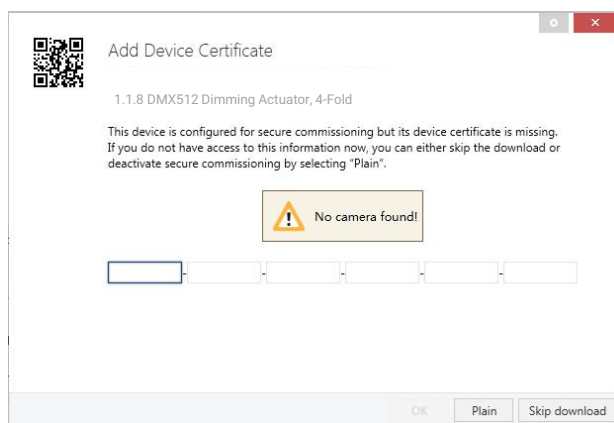 Add Device Certificate
1.1.8 DMX512 Dimming Actuator, 4-Fold
This device is configured for secure commissioning but its device certificate is missing.
If you do not have access to this information now, you can either skip the download or
deactivate secure commissioning by selecting "Plain".
No camera found!
- - - - -
OK Plain Skip download